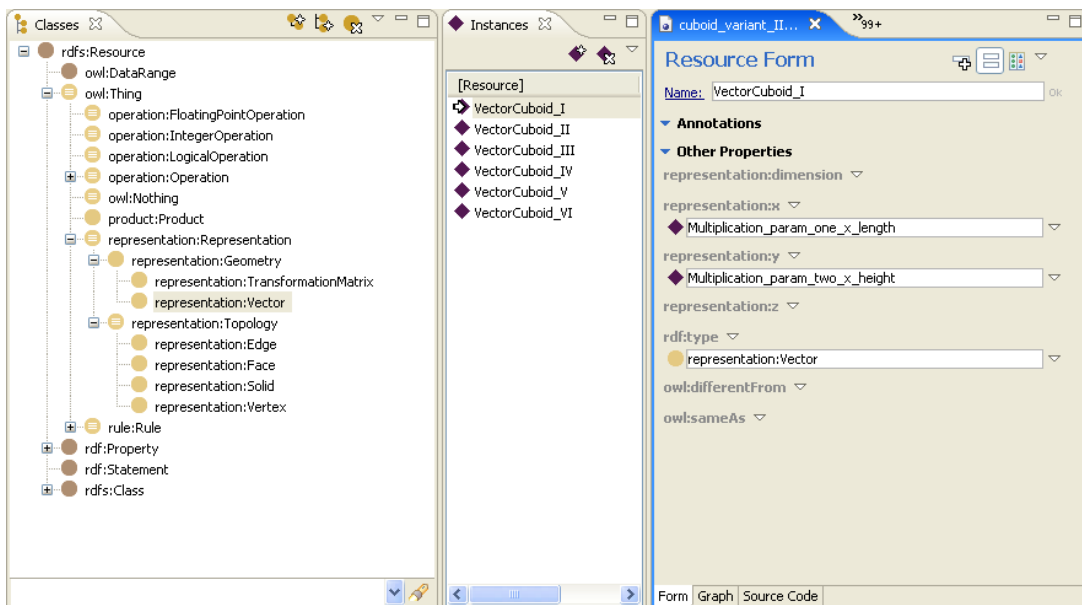 Classes
rdfs:Resource
owl:DataRange
owl:Thing
operation:FloatingPointOperation
operation:IntegerOperation
operation:LogicalOperation
operation:Operation
owl:Nothing
product:Product
representation:Representation
representation:Geometry
representation:TransformationMatrix
representation:Vector
representation:Topology
representation:Edge
representation:Face
representation:Solid
representation:Vertex
rule:Rule
rdf:Property
rdf:Statement
rdfs:Class
Instances
[Resource]
VectorCuboid_I
VectorCuboid_II
VectorCuboid_III
VectorCuboid_IV
VectorCuboid_V
VectorCuboid_VI
cuboid_variant_II... »99+
Resource Form
Name: VectorCuboid_I Ok
Annotations
Other Properties
representation:dimension
representation:x
Multiplication_param_one_x_length
representation:y
Multiplication_param_two_x_height
representation:z
rdf:type
representation:Vector
owl:differentFrom
owl:sameAs
Form Graph Source Code